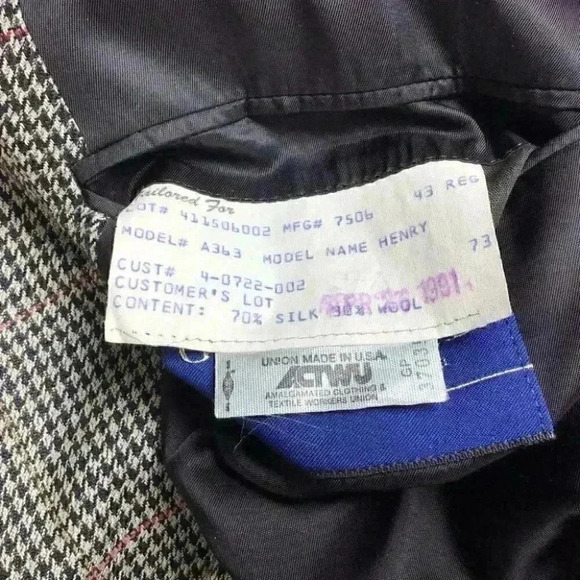 Tailored For
LOT# 411506002 MFG# 7506 43 REG
MODEL# A363 MODEL NAME HENRY 73
CUST# 4-0722-002
CUSTOMER'S LOT
CONTENT: 70% SILK 30% WOOL
1991
UNION MADE IN U.S.A.
ACTWU
AMALGAMATED CLOTHING &
TEXTILE WORKERS UNION
GP